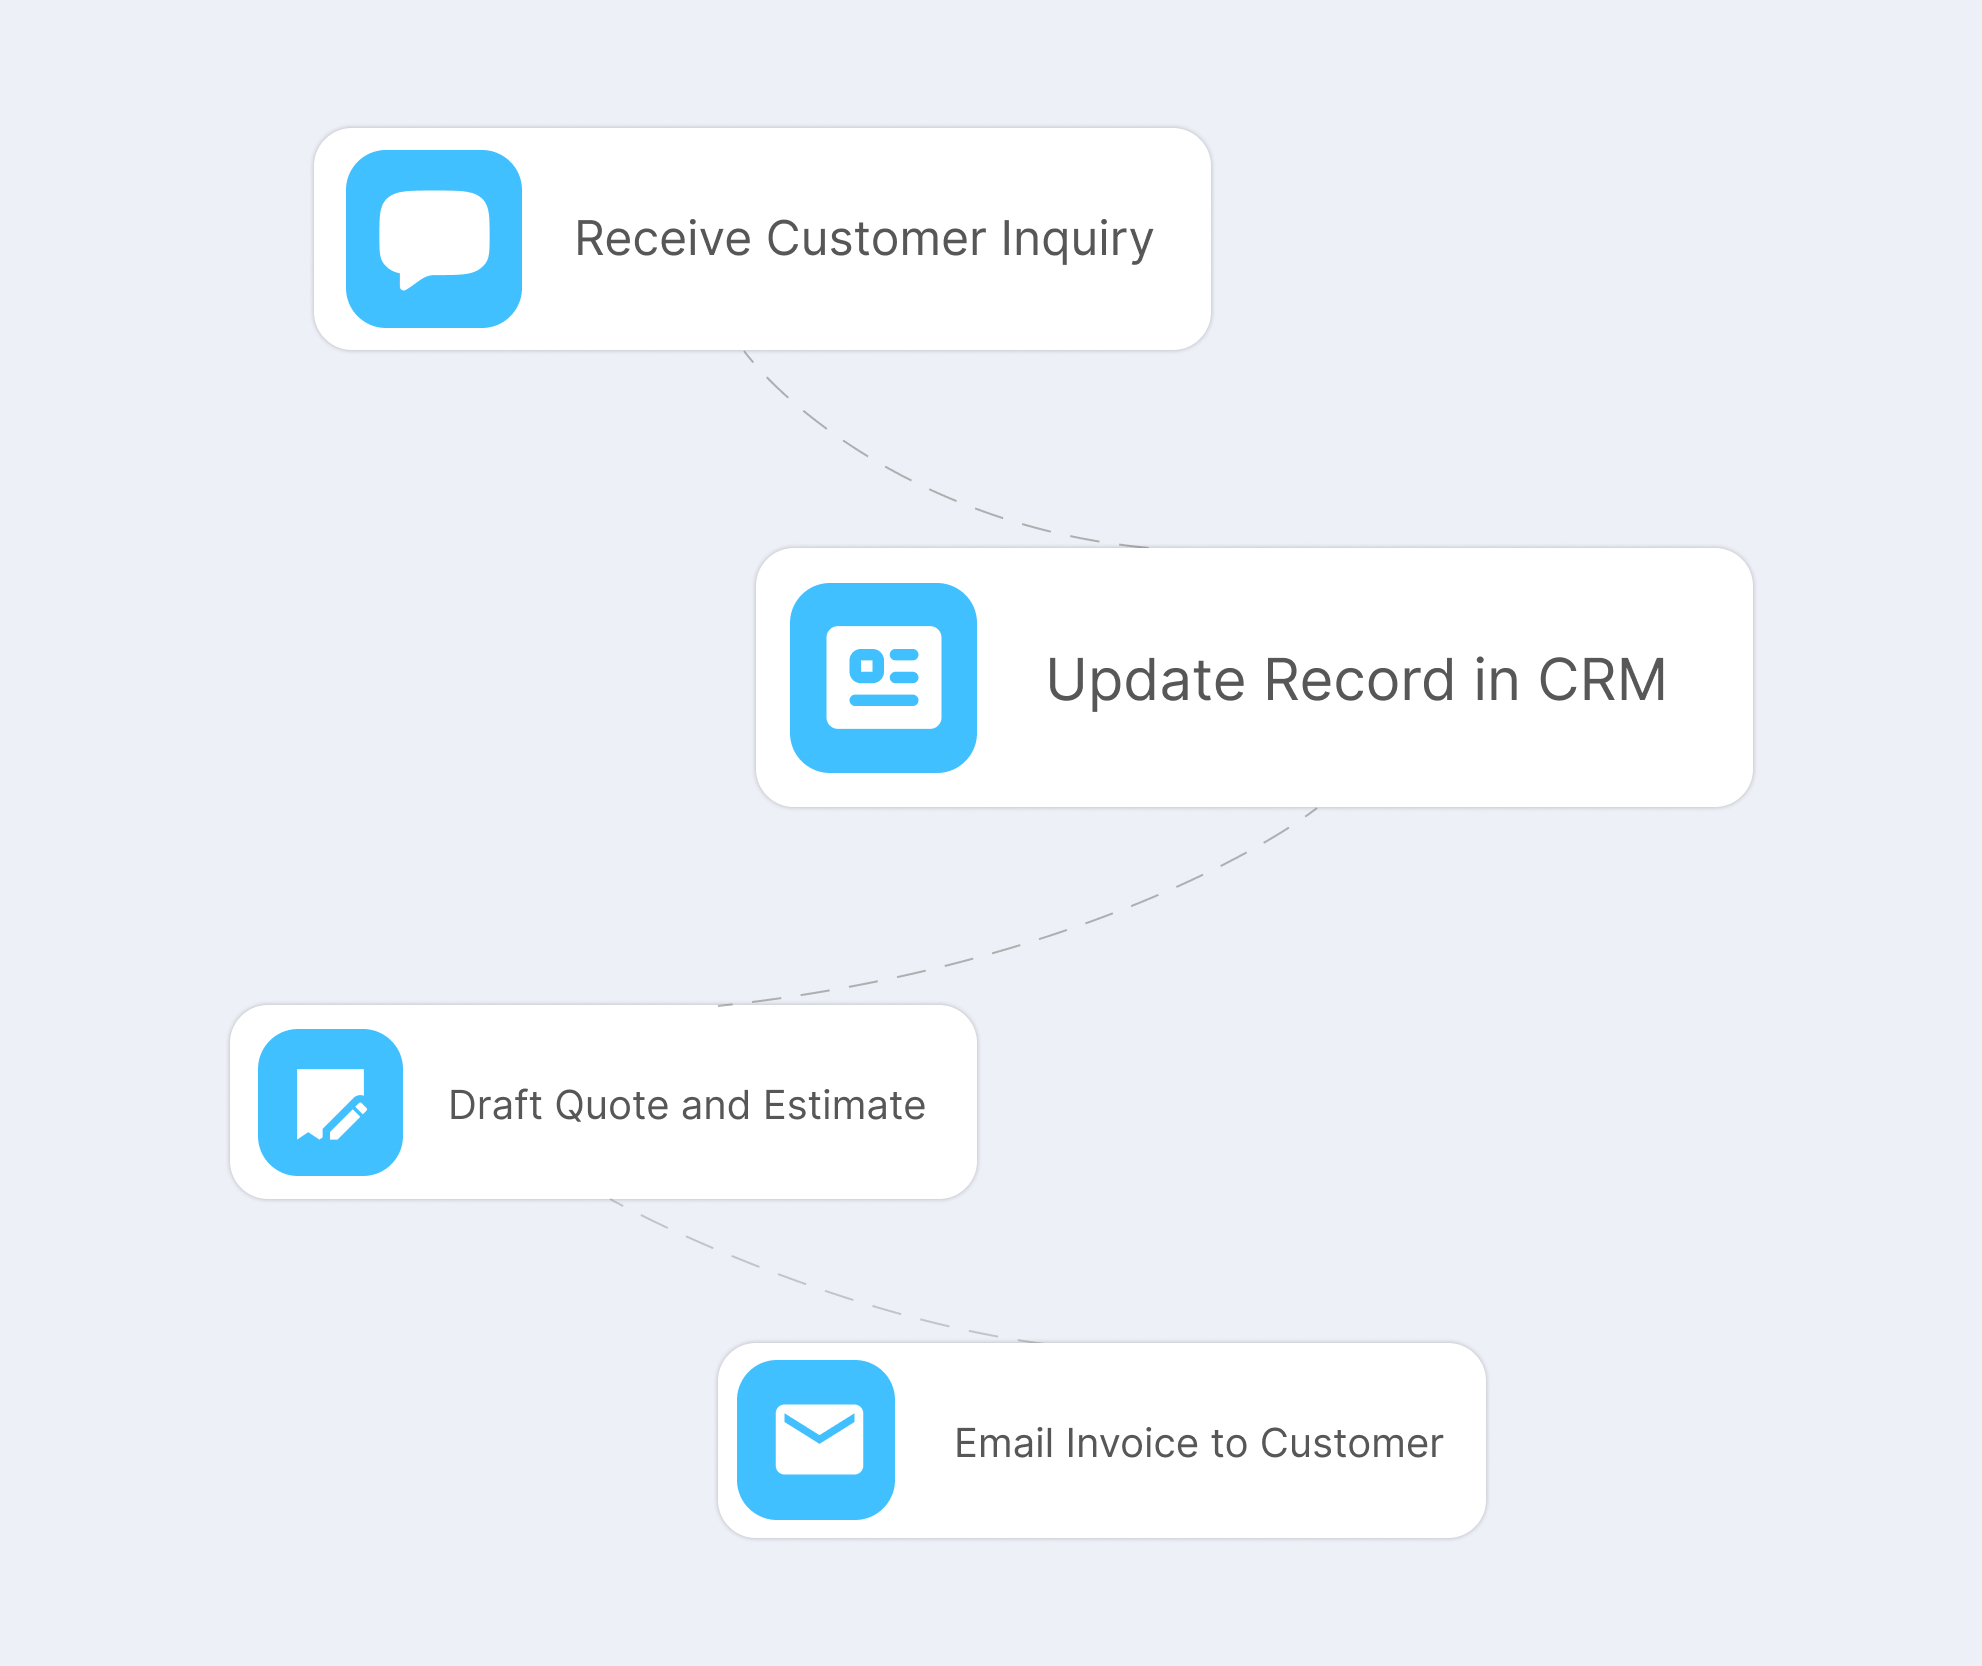 Receive Customer Inquiry
Update Record in CRM
Draft Quote and Estimate
Email Invoice to Customer